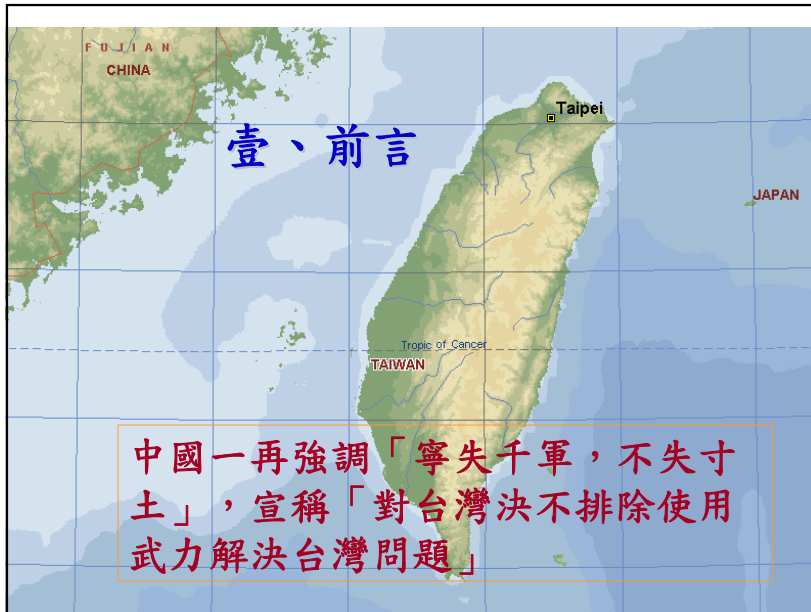 FUJIAN
CHINA
Taipei
壹、前言
JAPAN
Tropic of Cancer
TAIWAN
中國一再強調「寧失千軍，不失寸
土」，宣稱「對台灣決不排除使用
武力解決台灣問題」